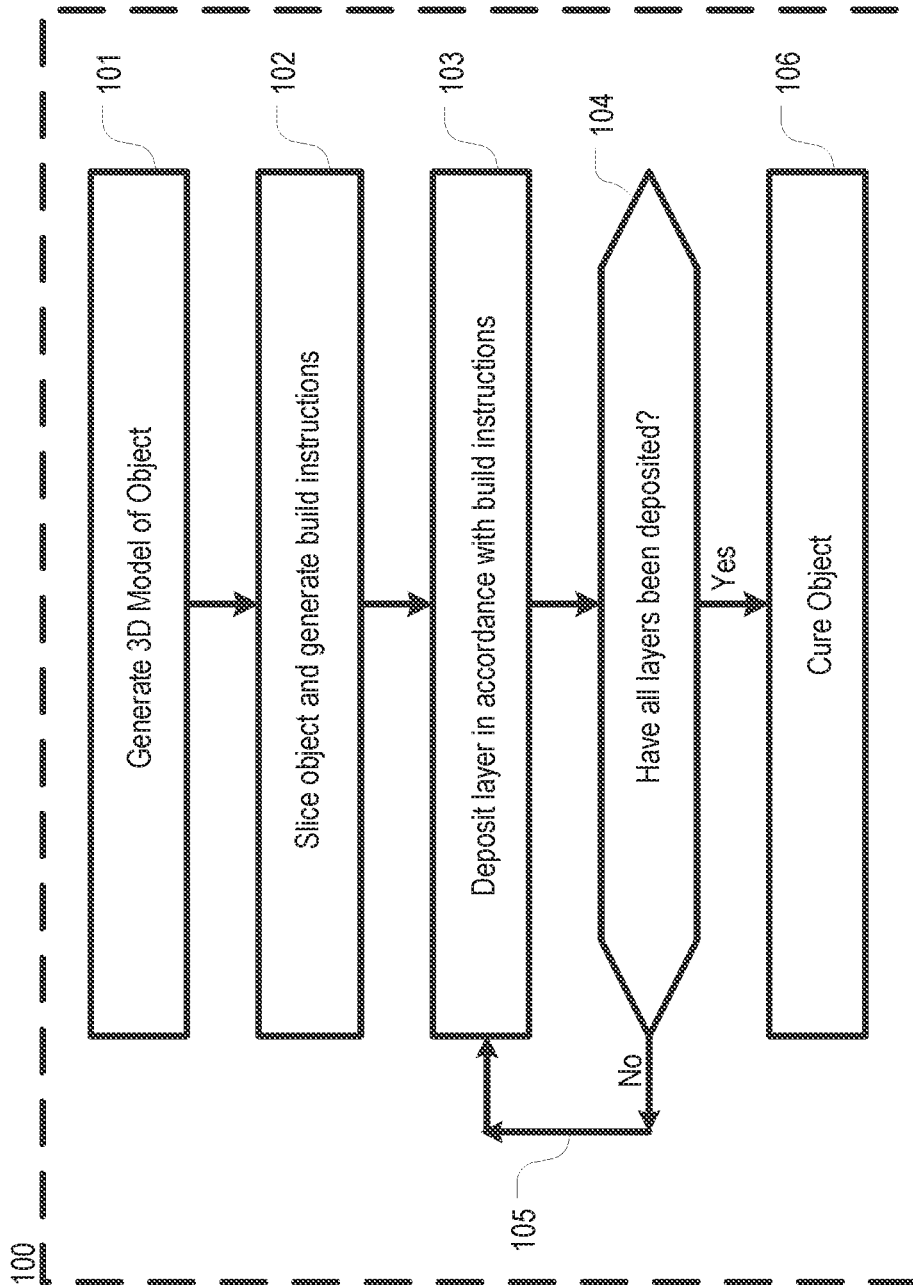 100
Generate 3D Model of Object
101
Slice object and generate build instructions
102
Deposit layer in accordance with build instructions
103
Have all layers been deposited?
104
No
105
Yes
Cure Object
106